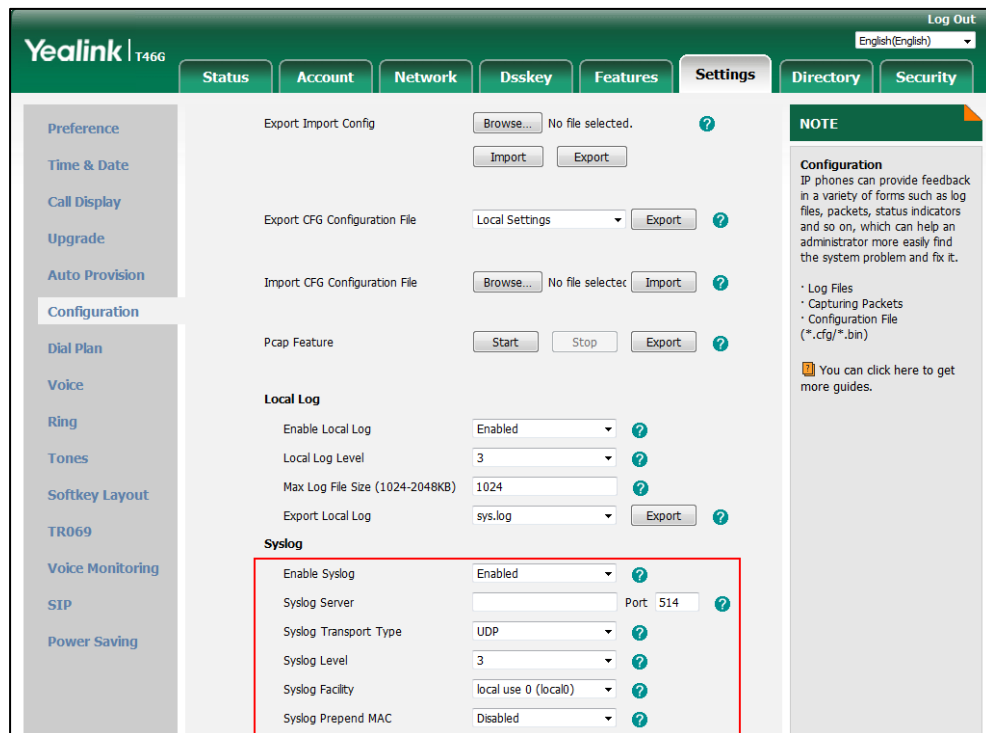 Log Out
Yealink | T46G
English(English)
Status Account Network Dsskey Features Settings Directory Security
Preference
Time & Date
Call Display
Upgrade
Auto Provision
Configuration
Dial Plan
Voice
Ring
Tones
Softkey Layout
TR069
Voice Monitoring
SIP
Power Saving
Export Import Config Browse... No file selected. ?
Import Export
Export CFG Configuration File Local Settings Export ?
Import CFG Configuration File Browse... No file selectec Import ?
Pcap Feature Start Stop Export ?
Local Log
Enable Local Log Enabled ?
Local Log Level 3 ?
Max Log File Size (1024-2048KB) 1024 ?
Export Local Log sys.log Export ?
Syslog
Enable Syslog Enabled ?
Syslog Server Port 514 ?
Syslog Transport Type UDP ?
Syslog Level 3 ?
Syslog Facility local use 0 (local0) ?
Syslog Prepend MAC Disabled ?
NOTE
Configuration
IP phones can provide feedback
in a variety of forms such as log
files, packets, status indicators
and so on, which can help an
administrator more easily find
the system problem and fix it.
· Log Files
· Capturing Packets
· Configuration File
(*.cfg/*.bin)
? You can click here to get
more guides.